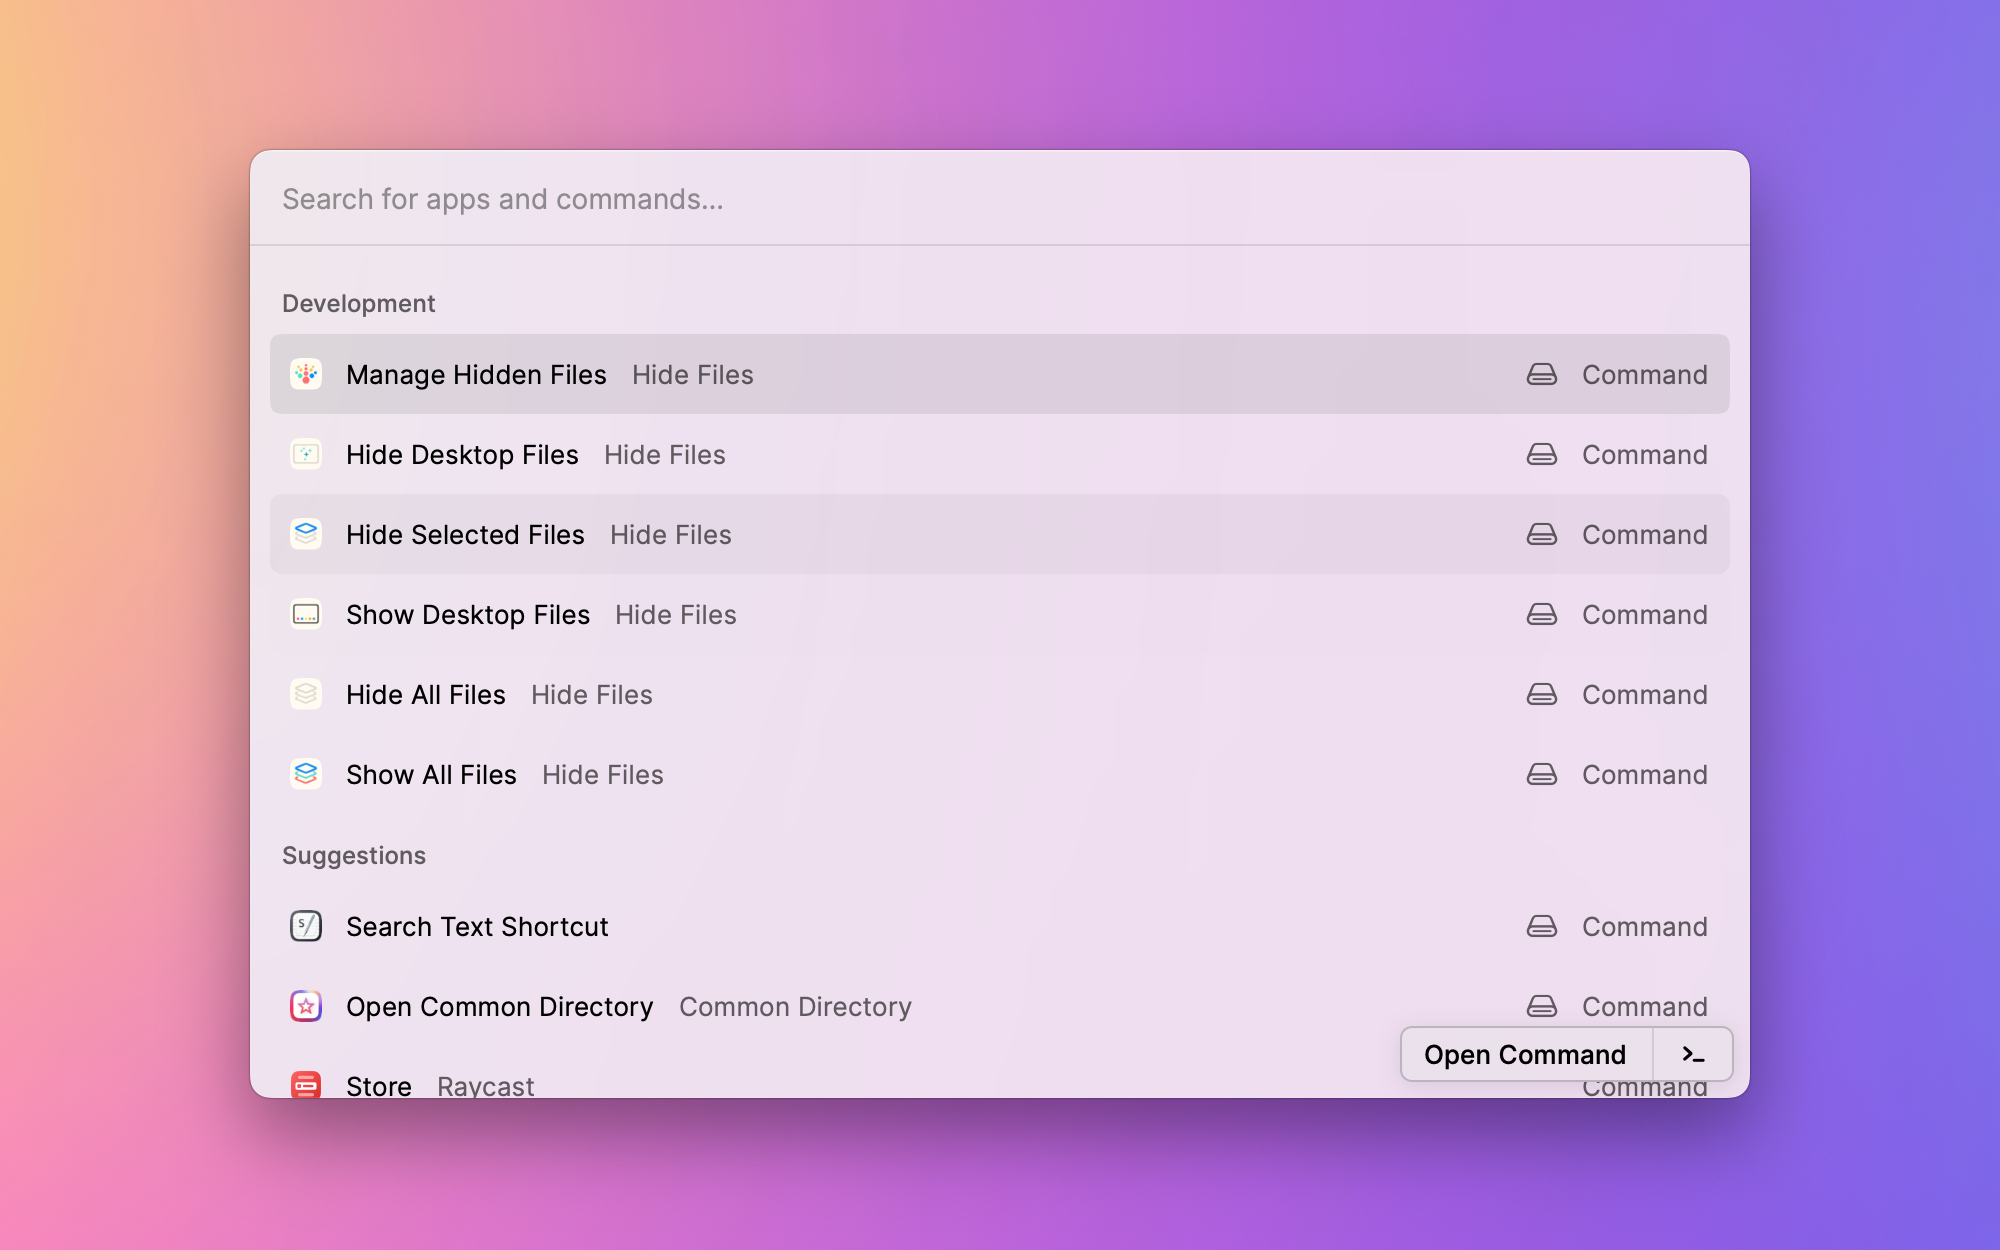 Search for apps and commands...
Development
Manage Hidden Files Hide Files Command
Hide Desktop Files Hide Files Command
Hide Selected Files Hide Files Command
Show Desktop Files Hide Files Command
Hide All Files Hide Files Command
Show All Files Hide Files Command
Suggestions
Search Text Shortcut Command
Open Common Directory Common Directory Command
Open Command >_
Store Raycast Command